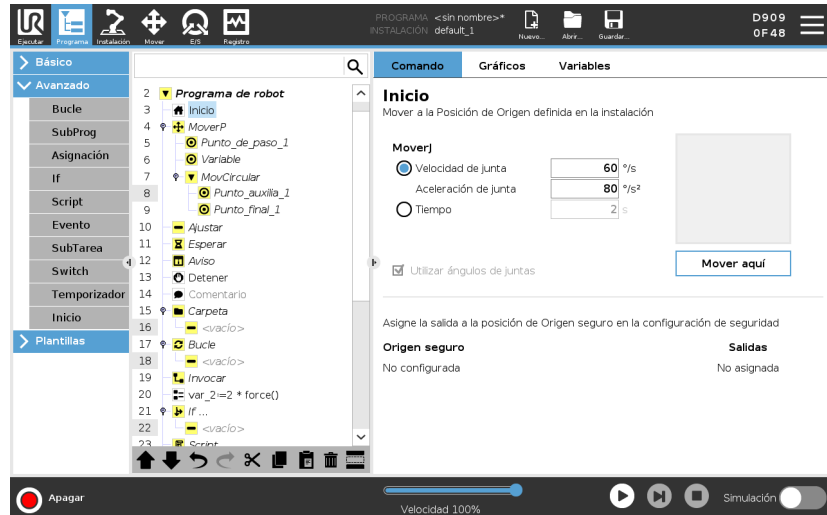 UR
Ejecutar Programa Instalación Mover E/S Registro
PROGRAMA <sin nombre>*
INSTALACIÓN default_1
Nuevo... Abrir... Guardar...
D909
0F48
Básico
Avanzado
Bucle
SubProg
Asignación
If
Script
Evento
SubTarea
Switch
Temporizador
Inicio
Plantillas
2 Programa de robot
3 Inicio
4 MoverP
5 Punto_de_paso_1
6 Variable
7 MovCircular
8 Punto_auxilia_1
9 Punto_final_1
10 Ajustar
11 Esperar
12 Aviso
13 Detener
14 Comentario
15 Carpeta
16 <vacío>
17 Bucle
18 <vacío>
19 Invocar
20 var_2:=2 * force()
21 If ...
22 <vacío>
23 Script
Comando Gráficos Variables
Inicio
Mover a la Posición de Origen definida en la instalación
MoverJ
Velocidad de junta 60 °/s
Aceleración de junta 80 °/s²
Tiempo 2 s
Mover aquí
Utilizar ángulos de juntas
Asigne la salida a la posición de Origen seguro en la configuración de seguridad
Origen seguro Salidas
No configurada No asignada
Apagar
Velocidad 100%
Simulación